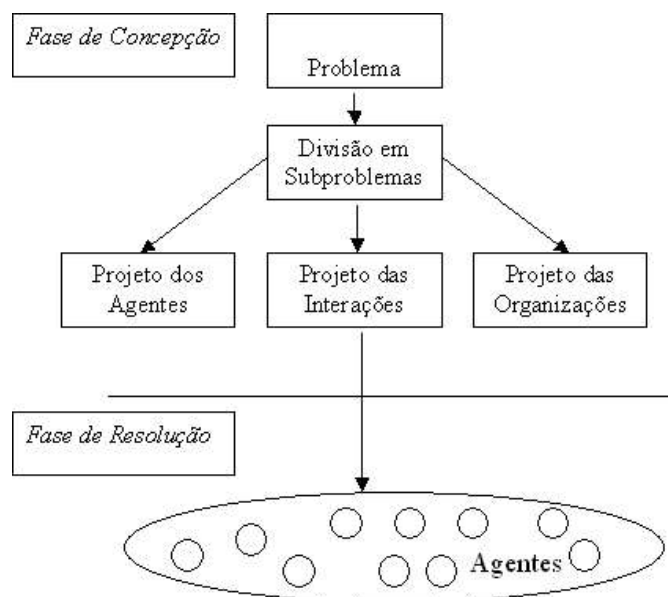 Fase de Concepção
Problema
Divisão em
Subproblemas
Projeto dos
Agentes
Projeto das
Interações
Projeto das
Organizações
Fase de Resolução
Agentes